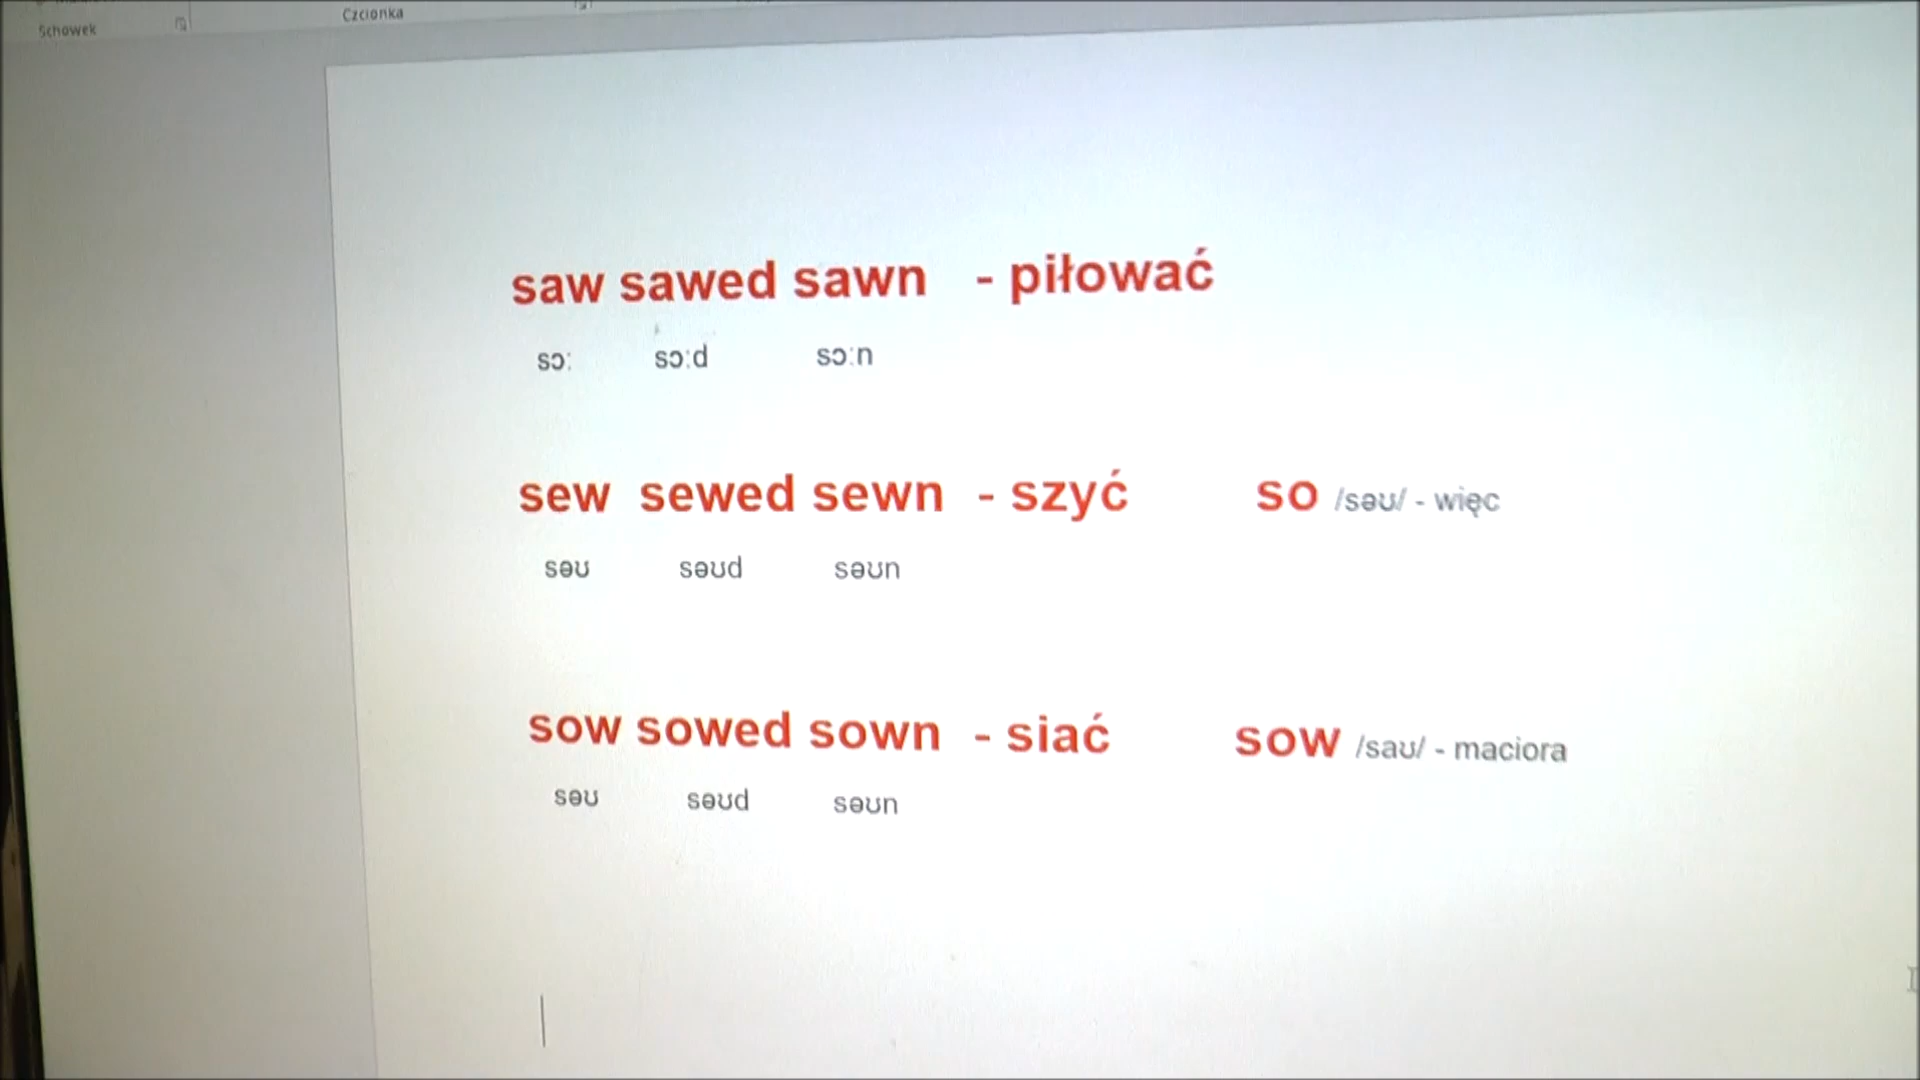 Schowek Czcionka
saw sawed sawn - piłować
sɔː sɔːd sɔːn
sew sewed sewn - szyć so /səʊ/ - więc
səʊ səʊd səʊn
sow sowed sown - siać sow /saʊ/ - maciora
səʊ səʊd səʊn